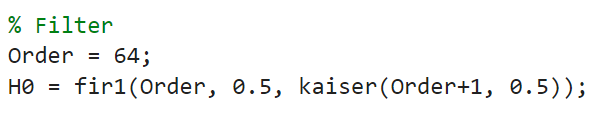 % Filter
Order = 64;
H0 = fir1(Order, 0.5, kaiser(Order+1, 0.5));